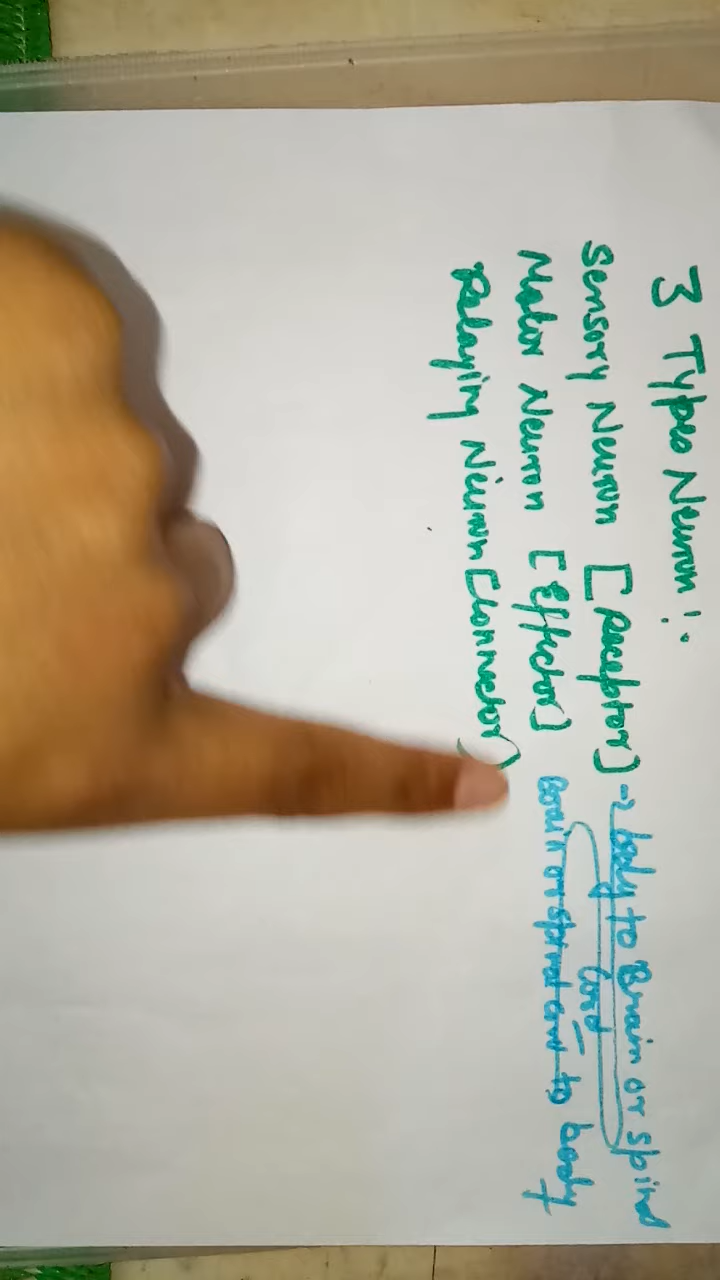 3 Types Neuron :
Sensory Neuron [Receptor] → body to Brain or spinal
Cord
Motor Neuron [Effector] Brain or spinal cord to body
Relaying Neuron [Connector]